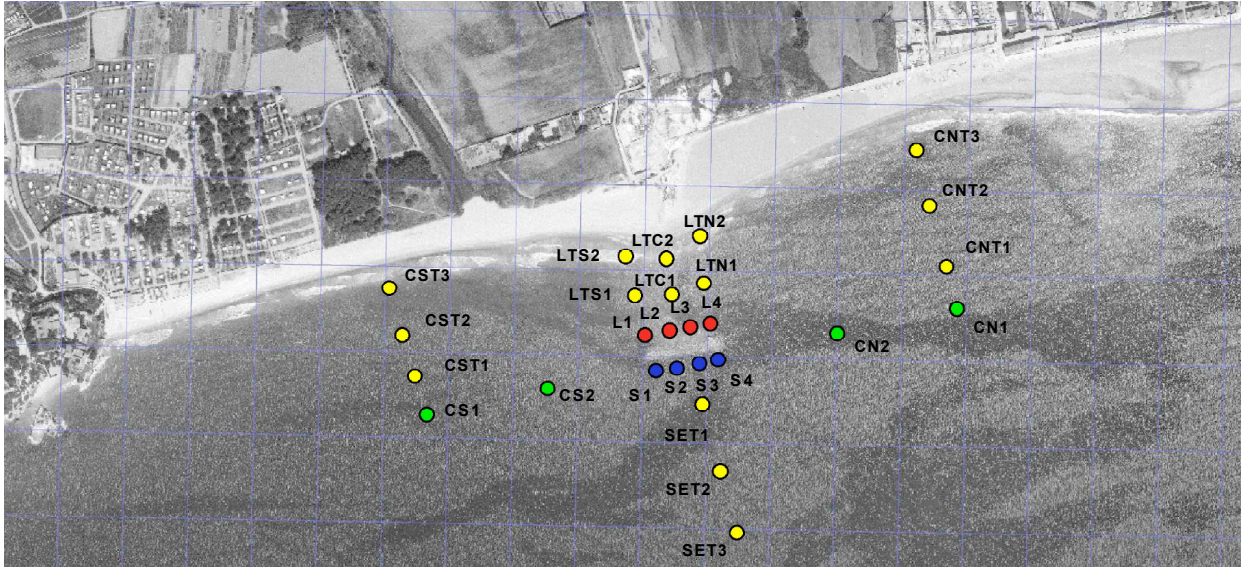 CNT3
CNT2
LTN2
LTC2
LTS2
CNT1
LTN1
CST3
LTC1
LTS1
L4
L3
L2
L1
CN1
CST2
CN2
CST1
S4
S3
S2
S1
CS2
CS1
SET1
SET2
SET3